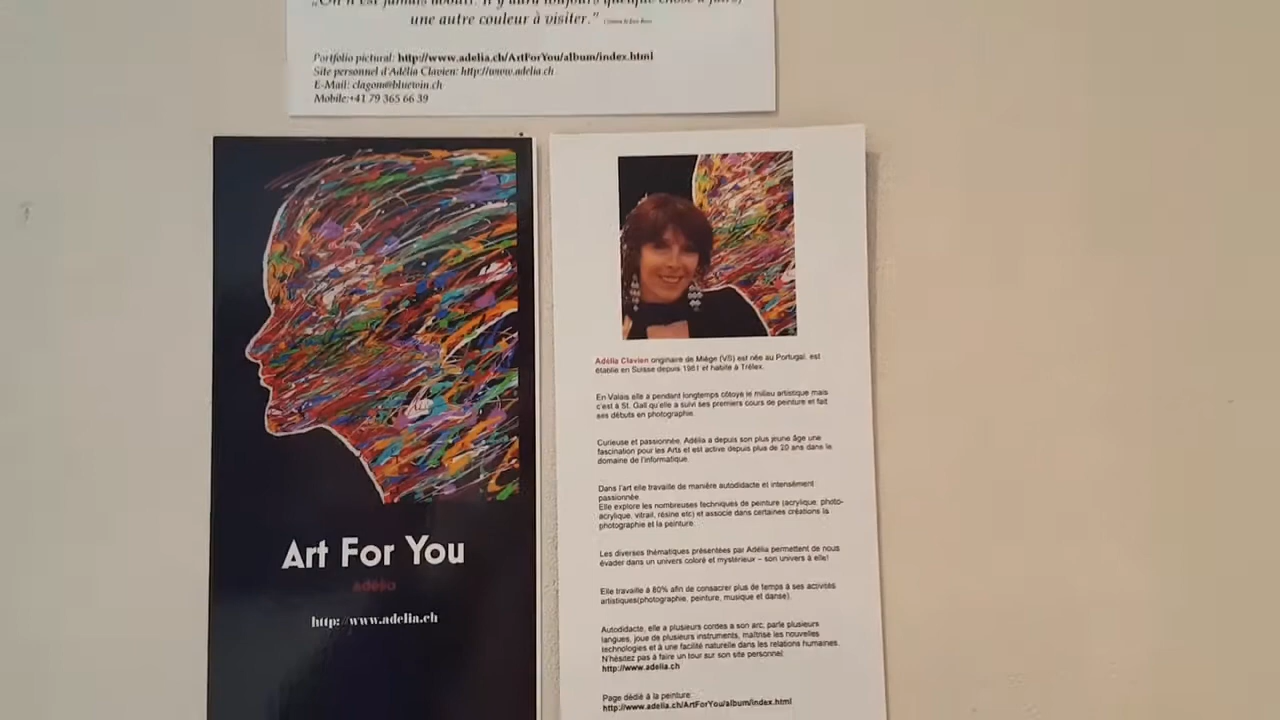 „On n'est jamais abouti. Il y aura toujours quelque chose à faire,
une autre couleur à visiter.”
Portfolio pictural: http://www.adelia.ch/ArtForYou/album/index.html
Site personnel d'Adélia Clavien: http://www.adelia.ch
E-Mail: clagom@bluewin.ch
Mobile:+41 79 365 66 39
Art For You
adélia
http://www.adelia.ch
Adélia Clavien originaire de Miège (VS) est née au Portugal, est
établie en Suisse depuis 1981 et habite à Trélex.
En Valais elle a pendant longtemps côtoyé le milieu artistique mais
c'est à St. Gall qu'elle a suivi ses premiers cours de peinture et fait
ses débuts en photographie.
Curieuse et passionnée, Adélia a depuis son plus jeune âge une
fascination pour les Arts et est active depuis plus de 20 ans dans le
domaine de l'informatique.
Dans l'art elle travaille de manière autodidacte et intensément
passionnée.
Elle explore les nombreuses techniques de peinture (acrylique, photo-
acrylique, vitrail, résine etc) et associe dans certaines créations la
photographie et la peinture.
Les diverses thématiques présentées par Adélia permettent de nous
évader dans un univers coloré et mystérieux – son univers à elle!
Elle travaille à 80% afin de consacrer plus de temps à ses activités
artistiques(photographie, peinture, musique et danse).
Autodidacte, elle a plusieurs cordes a son arc, parle plusieurs
langues, joue de plusieurs instruments, maîtrise les nouvelles
technologies et à une facilité naturelle dans les relations humaines.
N'hésitez pas à faire un tour sur son site personnel:
http://www.adelia.ch
Page dédié à la peinture:
http://www.adelia.ch/ArtForYou/album/index.html